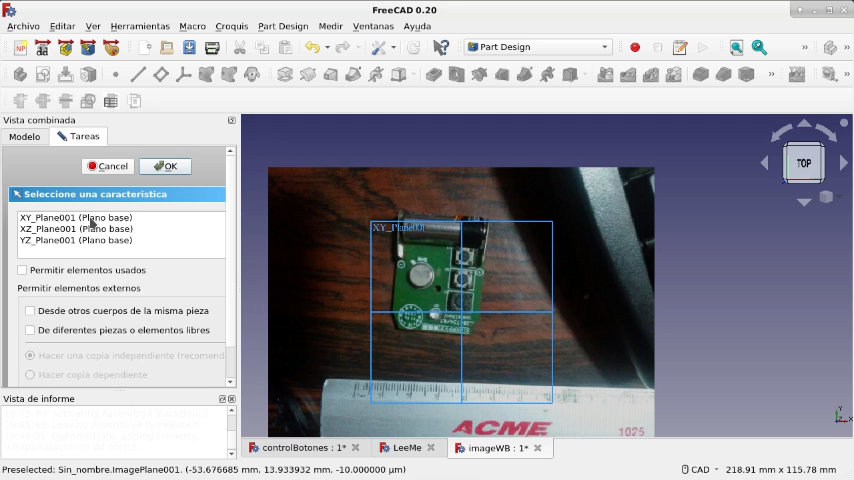 FreeCAD 0.20
Archivo Editar Ver Herramientas Macro Croquis Part Design Medir Ventanas Ayuda
Part Design
Vista combinada
Modelo Tareas
Cancel OK
Seleccione una caracteristica
XY_Plane001 (Plano base)
XZ_Plane001 (Plano base)
YZ_Plane001 (Plano base)
Permitir elementos usados
Permitir elementos externos
Desde otros cuerpos de la misma pieza
De diferentes piezas o elementos libres
Hacer una copia independiente (recomend
Hacer copia dependiente
Vista de informe
XY_Plane001
TOP
ACME
1025
controBotones : 1*
LeeMe
imageWB : 1*
Preselected: Sin_nombre.ImagePlane001. (-53.676685 mm, 13.933932 mm, -10.000000 µm)
CAD
218.91 mm x 115.78 mm